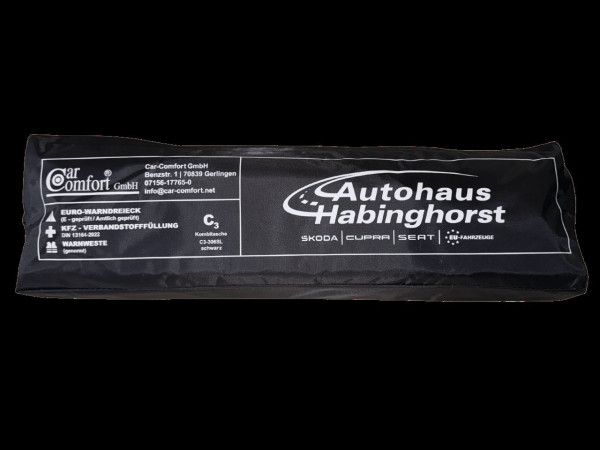 Car Comfort® GmbH
Car-Comfort GmbH
Benzstr. 1 | 70839 Gerlingen
07156-17765-0
info@car-comfort.net
EURO-WARNDREIECK
(E - geprüft / Amtlich geprüft)
KFZ - VERBANDSTOFFFÜLLUNG
DIN 13164-2022
WARNWESTE
(genormt)
C3
Kombitasche
C3-396SL
schwarz
Autohaus
Habinghorst
SKODA | CUPRA | SEAT | EU-FAHRZEUGE